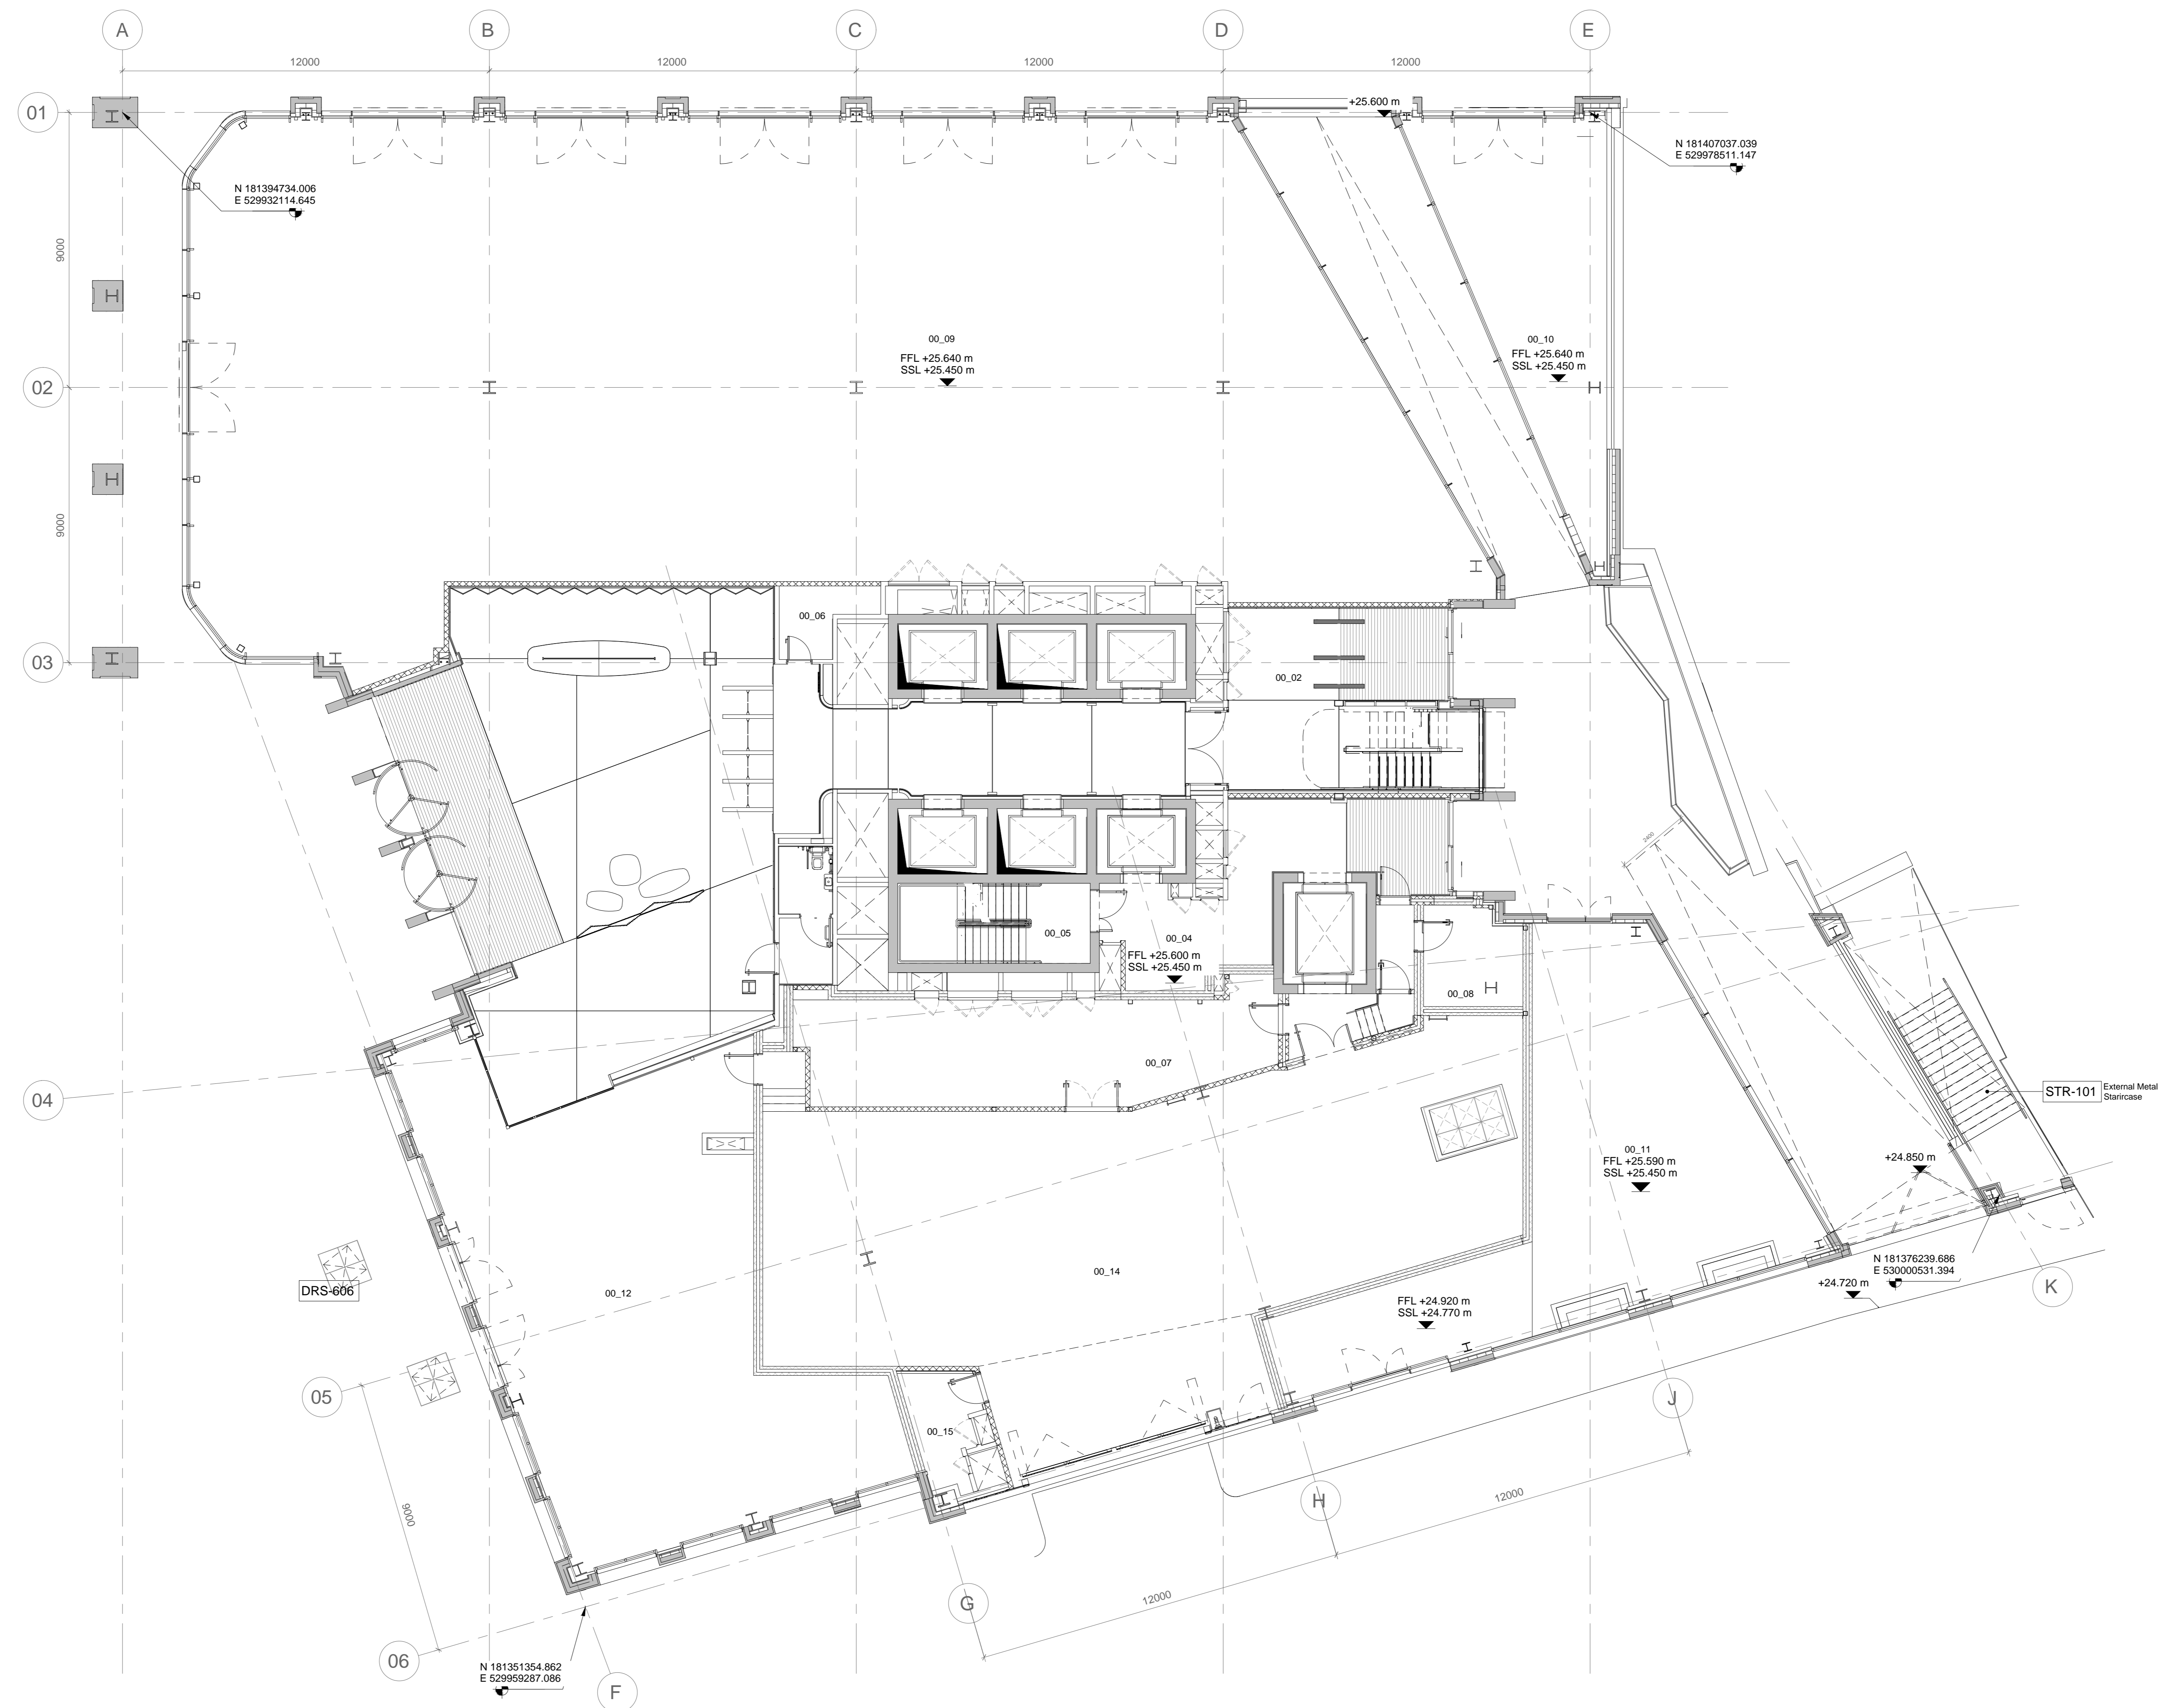 A
B
C
D
E
12000
12000
12000
12000
01
+25.600 m
N 181407037.039
E 529978511.147
N 181394734.006
E 529932114.645
9000
00_09
FFL +25.640 m
SSL +25.450 m
00_10
FFL +25.640 m
SSL +25.450 m
02
9000
00_06
03
00_02
2400
00_05
00_04
FFL +25.600 m
SSL +25.450 m
00_08
00_07
04
STR-101
External Metal
Starircase
00_11
FFL +25.590 m
SSL +25.450 m
+24.850 m
N 181376239.686
E 530000531.394
+24.720 m
K
00_14
DRS-606
00_12
FFL +24.920 m
SSL +24.770 m
05
J
00_15
9000
H
12000
G
12000
06
N 181351354.862
E 529959287.086
F